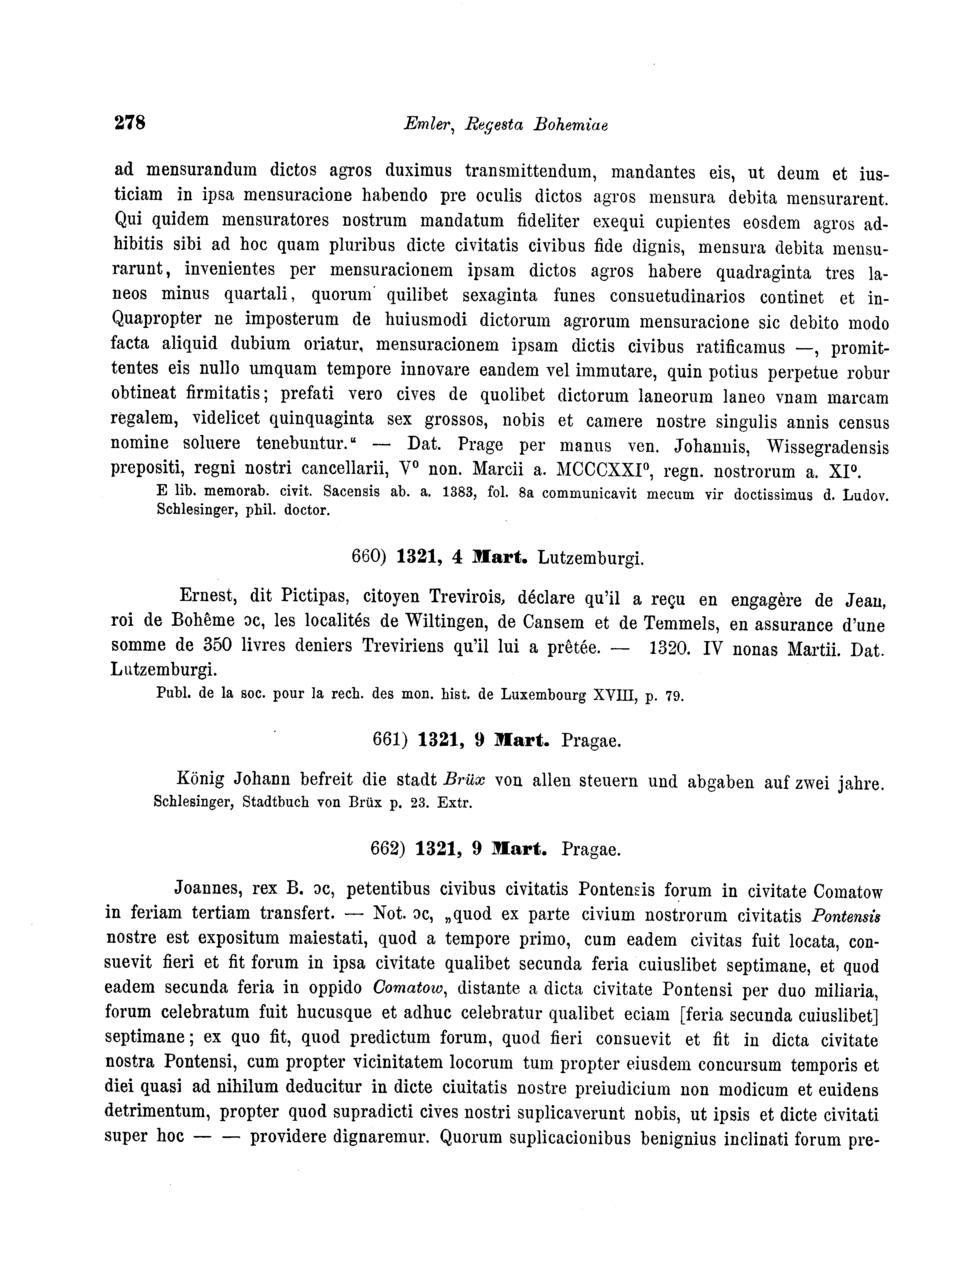 278 Emler, Regesta Bohemiae
ad mensurandum dictos agros duximus transmittendum, mandantes eis, ut deum et ius-
ticiam in ipsa mensuracione habendo pre oculis dictos agros mensura debita mensurarent.
Qui quidem mensuratores nostrum mandatum fideliter exequi cupientes eosdem agros ad-
hibitis sibi ad hoc quam pluribus dicte civitatis civibus fide dignis, mensura debita mensu-
rarunt, invenientes per mensuracionem ipsam dictos agros habere quadraginta tres la-
neos minus quartali, quorum quilibet sexaginta funes consuetudinarios continet et in-
Quapropter ne imposterum de huiusmodi dictorum agrorum mensuracione sic debito modo
facta aliquid dubium oriatur, mensuracionem ipsam dictis civibus ratificamus —, promit-
tentes eis nullo umquam tempore innovare eandem vel immutare, quin potius perpetue robur
obtineat firmitatis; prefati vero cives de quolibet dictorum laneorum laneo vnam marcam
regalem, videlicet quinquaginta sex grossos, nobis et camere nostre singulis annis census
nomine soluere tenebuntur.“ — Dat. Prage per manus ven. Johannis, Wissegradensis
prepositi, regni nostri cancellarii, V⁰ non. Marcii a. MCCCXXI⁰, regn. nostrorum a. XI⁰.
E lib. memorab. civit. Sacensis ab. a. 1383, fol. 8a communicavit mecum vir doctissimus d. Ludov.
Schlesinger, phil. doctor.
660) 1321, 4 Mart. Lutzemburgi.
Ernest, dit Pictipas, citoyen Trevirois, déclare qu'il a reçu en engagère de Jean,
roi de Bohême ɔc, les localités de Wiltingen, de Cansem et de Temmels, en assurance d'une
somme de 350 livres deniers Treviriens qu'il lui a prêtée. — 1320. IV nonas Martii. Dat.
Lutzemburgi.
Publ. de la soc. pour la rech. des mon. hist. de Luxembourg XVIII, p. 79.
661) 1321, 9 Mart. Pragae.
König Johann befreit die stadt Brüx von allen steuern und abgaben auf zwei jahre.
Schlesinger, Stadtbuch von Brüx p. 23. Extr.
662) 1321, 9 Mart. Pragae.
Joannes, rex B. ɔc, petentibus civibus civitatis Pontensis forum in civitate Comatow
in feriam tertiam transfert. — Not. ɔc, „quod ex parte civium nostrorum civitatis Pontensis
nostre est expositum maiestati, quod a tempore primo, cum eadem civitas fuit locata, con-
suevit fieri et fit forum in ipsa civitate qualibet secunda feria cuiuslibet septimane, et quod
eadem secunda feria in oppido Comatow, distante a dicta civitate Pontensi per duo miliaria,
forum celebratum fuit hucusque et adhuc celebratur qualibet eciam [feria secunda cuiuslibet]
septimane; ex quo fit, quod predictum forum, quod fieri consuevit et fit in dicta civitate
nostra Pontensi, cum propter vicinitatem locorum tum propter eiusdem concursum temporis et
diei quasi ad nihilum deducitur in dicte ciuitatis nostre preiudicium non modicum et euidens
detrimentum, propter quod supradicti cives nostri suplicaverunt nobis, ut ipsis et dicte civitati
super hoc — — providere dignaremur. Quorum suplicacionibus benignius inclinati forum pre-